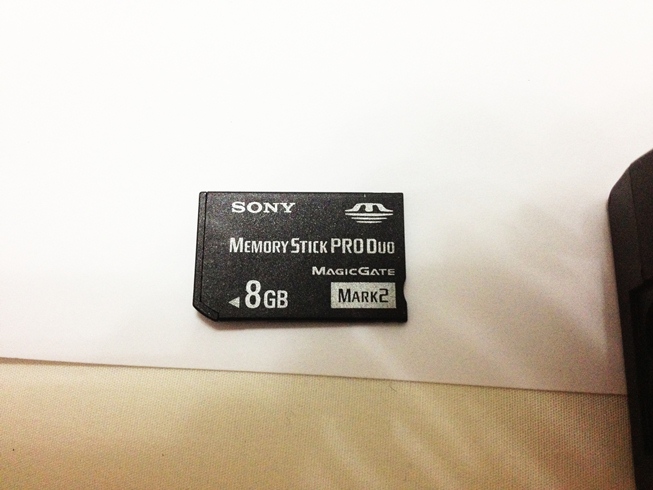 SONY
MEMORY STICK PRO DUO
MAGICGATE
8GB
MARK2